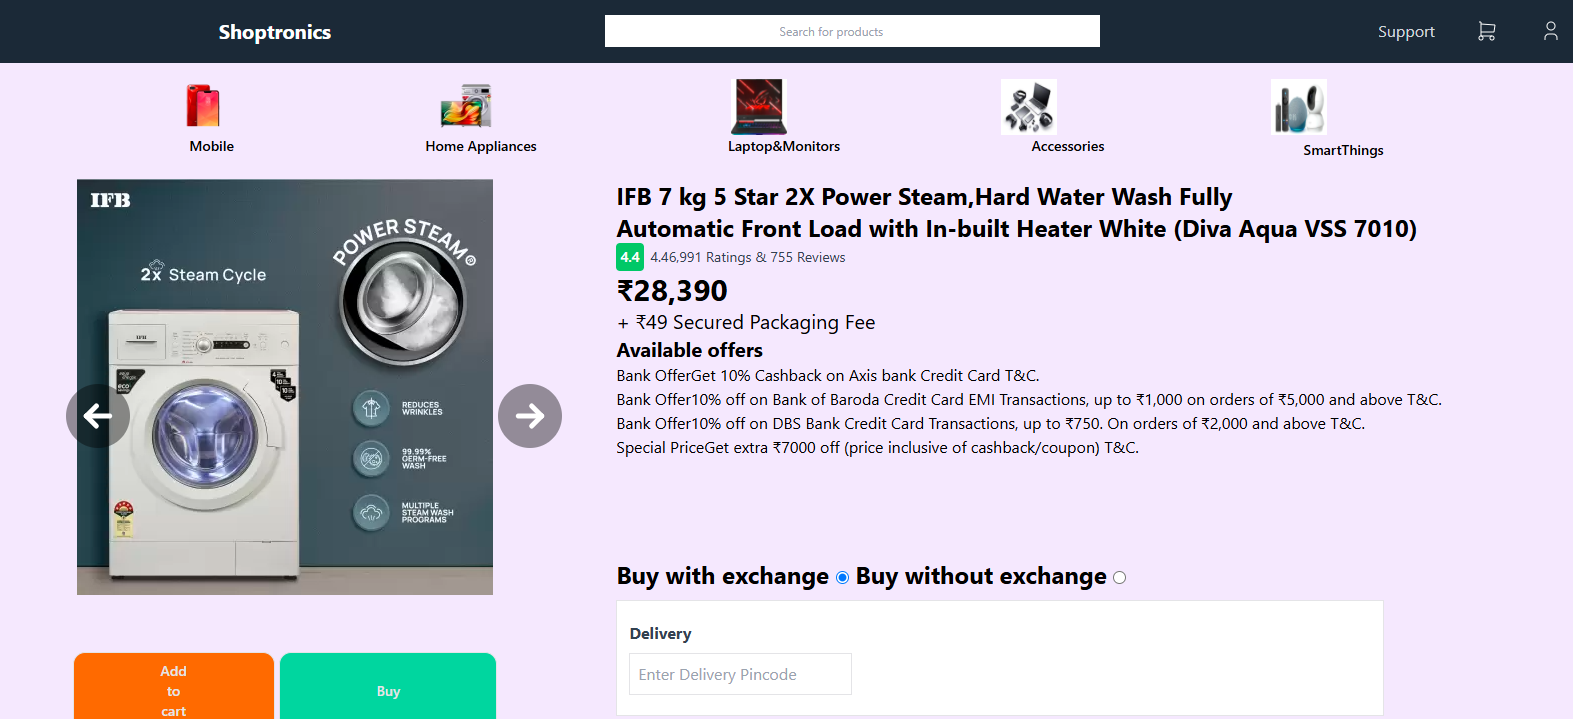 Shoptronics
Search for products
Support
Mobile
Home Appliances
Laptop&Monitors
Accessories
SmartThings
IFB
POWER STEAM®
2x Steam Cycle
IFB
REDUCES
WRINKLES
99.99%
GERM-FREE
WASH
MULTIPLE
STEAM WASH
PROGRAMS
Add
to
cart
Buy
IFB 7 kg 5 Star 2X Power Steam,Hard Water Wash Fully
Automatic Front Load with In-built Heater White (Diva Aqua VSS 7010)
4.4 4.46,991 Ratings & 755 Reviews
₹28,390
+ ₹49 Secured Packaging Fee
Available offers
Bank OfferGet 10% Cashback on Axis bank Credit Card T&C.
Bank Offer10% off on Bank of Baroda Credit Card EMI Transactions, up to ₹1,000 on orders of ₹5,000 and above T&C.
Bank Offer10% off on DBS Bank Credit Card Transactions, up to ₹750. On orders of ₹2,000 and above T&C.
Special PriceGet extra ₹7000 off (price inclusive of cashback/coupon) T&C.
Buy with exchange Buy without exchange
Delivery
Enter Delivery Pincode